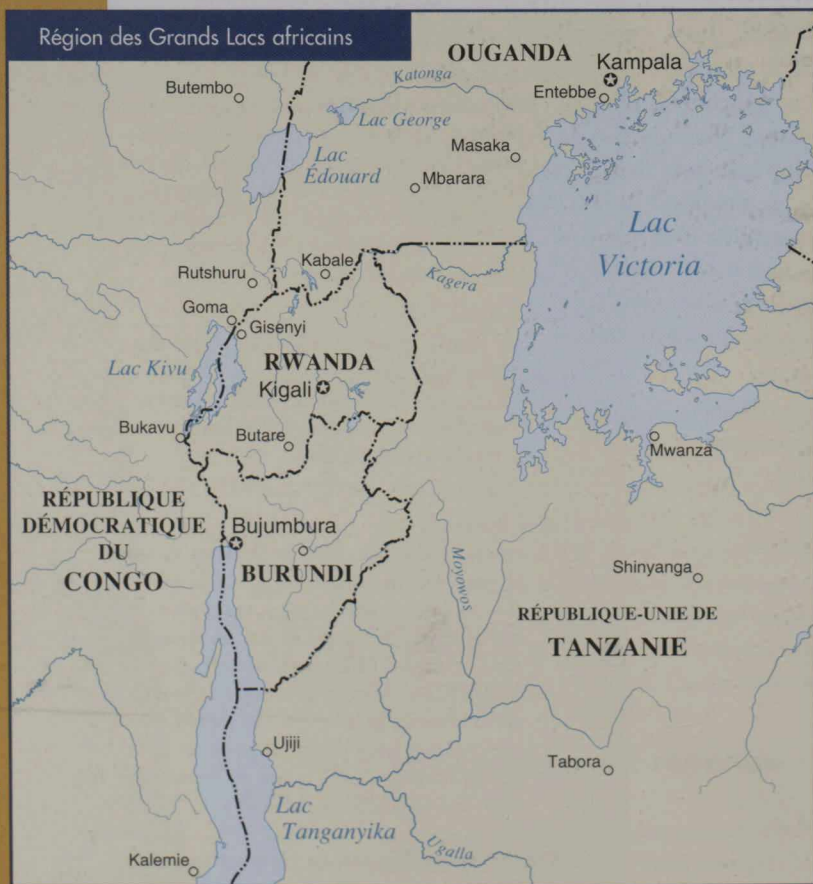 Région des Grands Lacs africains
OUGANDA
Kampala
Katonga
Butembo
Entebbe
Lac George
Masaka
Lac
Edouard
Mbarara
Lac
Victoria
Kabale
Rutshuru
Kagera
Goma
Gisenyi
Lac Kivu
RWANDA
Kigali
Bukavu
Butare
Mwanza
RÉPUBLIQUE
DÉMOCRATIQUE
DU
CONGO
Bujumbura
BURUNDI
Moyowos
Shinyanga
RÉPUBLIQUE-UNIE DE
TANZANIE
Ujiji
Tabora
Lac
Tanganyika
Ugalla
Kalemie